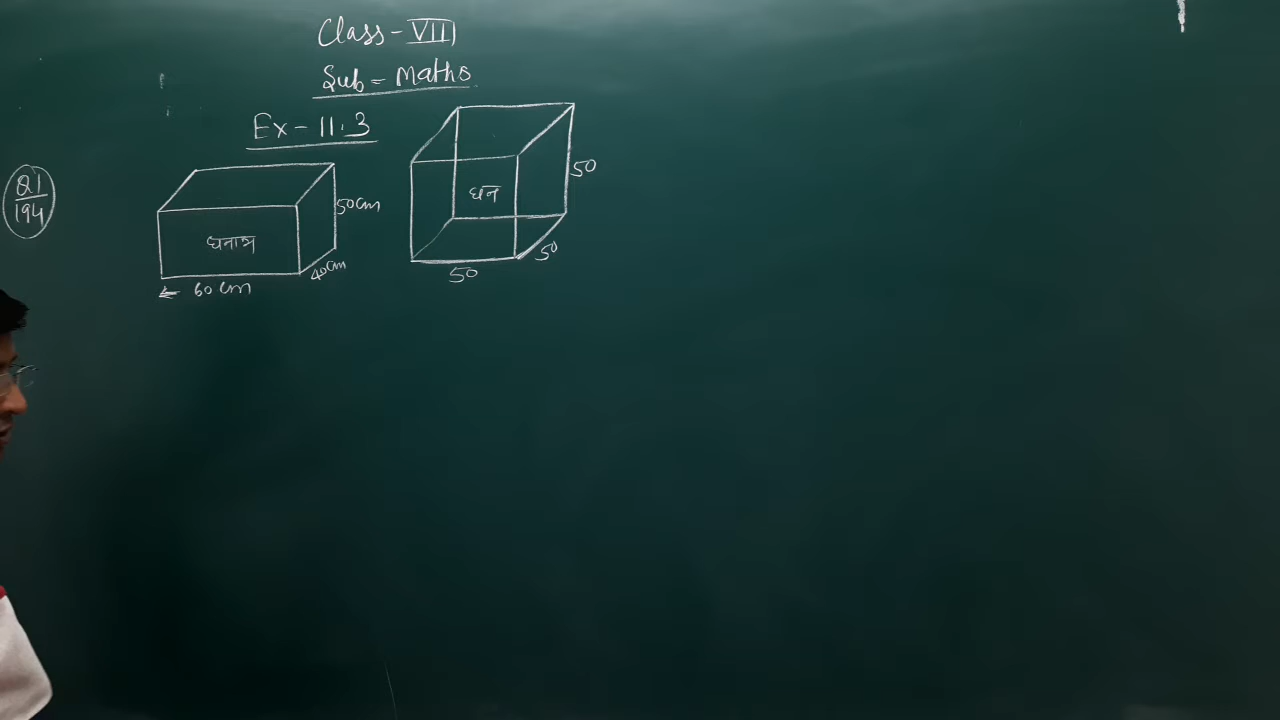 Class - VIII
Sub = Maths
Ex - 11.3
Q1
194
घनाभ
50cm
40cm
60 cm
घन
50
50
50